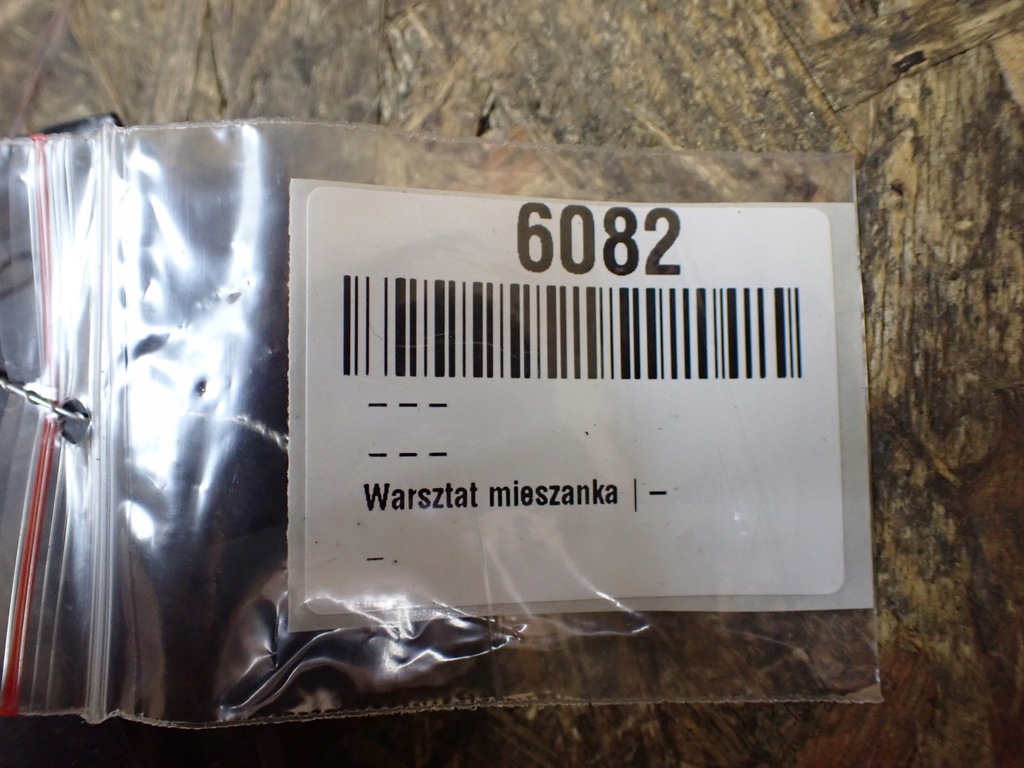 6082
– – –
– – –
Warsztat mieszanka | –
–